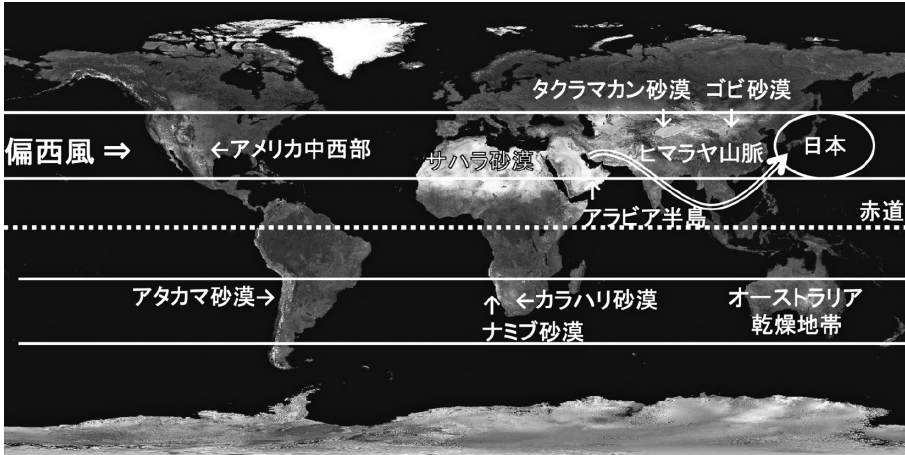 タクラマカン砂漠 ゴビ砂漠
↓ ↓
偏西風 ⇒
←アメリカ中西部
サハラ砂漠
ヒマラヤ山脈
日本
↑
アラビア半島
赤道
アタカマ砂漠→
←カラハリ砂漠
↑
ナミブ砂漠
オーストラリア
乾燥地帯